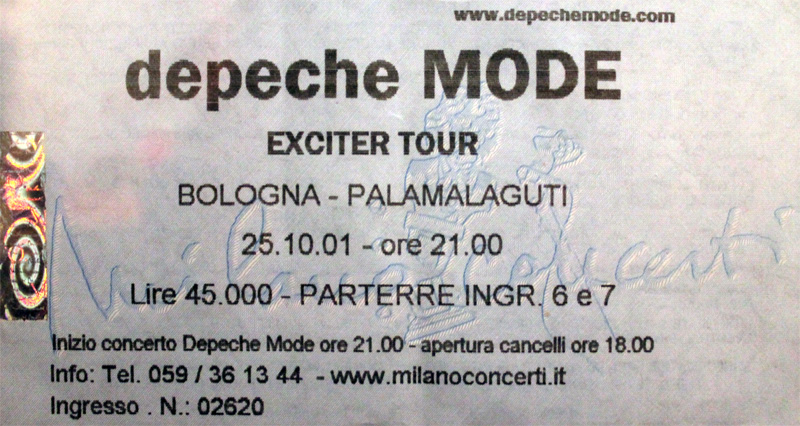 www.depechemode.com
depeche MODE
EXCITER TOUR
BOLOGNA - PALAMALAGUTI
25.10.01 - ore 21.00
Lire 45.000 - PARTERRE INGR. 6 e 7
Milano Concerti
Inizio concerto Depeche Mode ore 21.00 - apertura cancelli ore 18.00
Info: Tel. 059 / 36 13 44 - www.milanoconcerti.it
Ingresso . N.: 02620